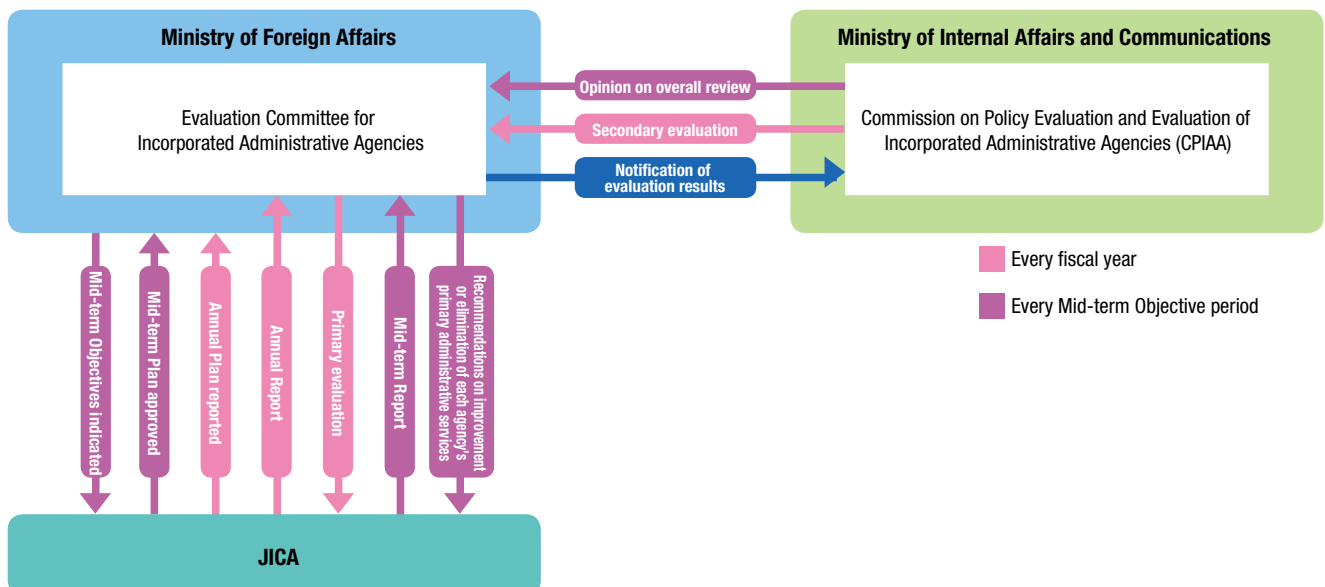 Ministry of Foreign Affairs
Ministry of Internal Affairs and Communications
Evaluation Committee for
Incorporated Administrative Agencies
Opinion on overall review
Secondary evaluation
Notification of
evaluation results
Commission on Policy Evaluation and Evaluation of
Incorporated Administrative Agencies (CPIAA)
Every fiscal year
Every Mid-term Objective period
Mid-term Objectives indicated
Mid-term Plan approved
Annual Plan reported
Annual Report
Primary evaluation
Mid-term Report
Recommendations on improvement
or elimination of each agency's
primary administrative services
JICA